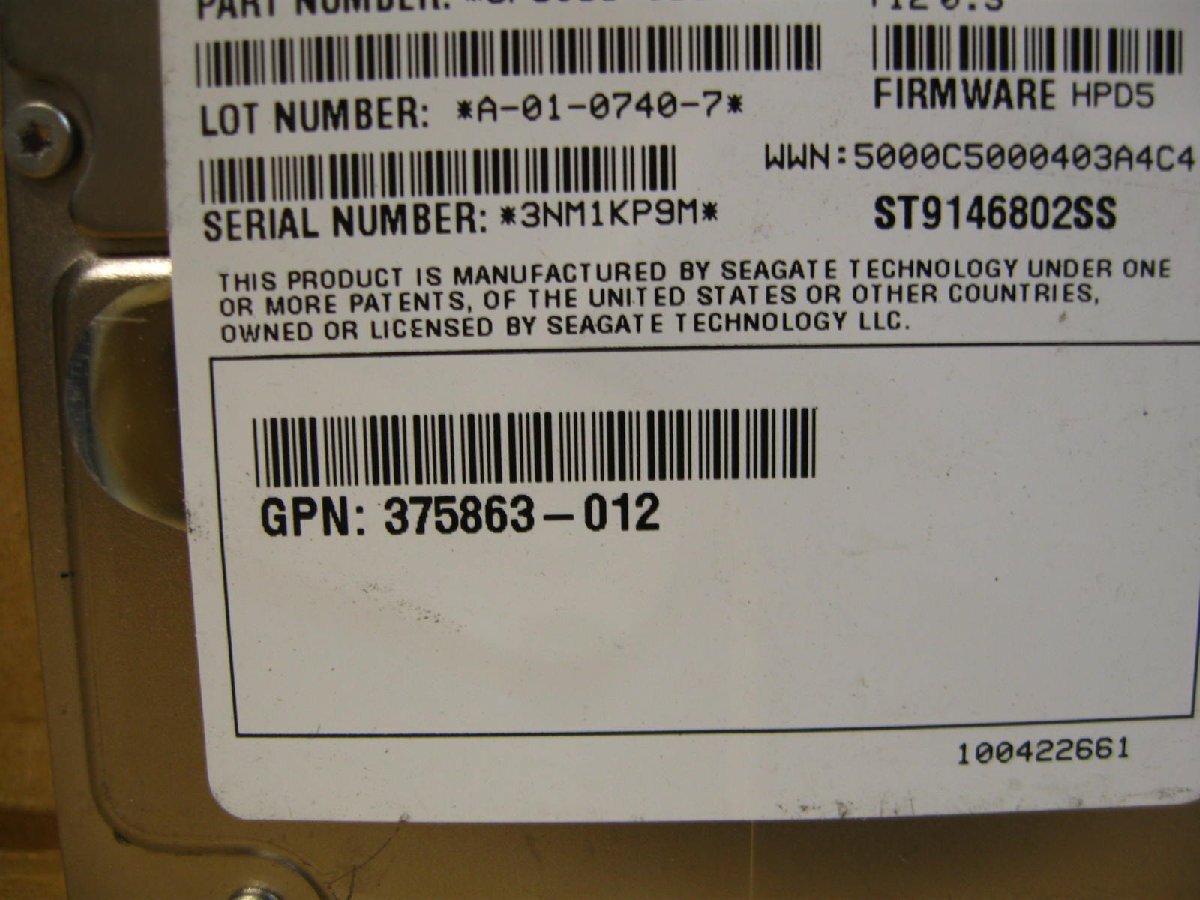 PART NUMBER:
LOT NUMBER: *A-01-0740-7*
FIRMWARE HPD5
WWN:5000C5000403A4C4
SERIAL NUMBER: *3NM1KP9M*
ST9146802SS
THIS PRODUCT IS MANUFACTURED BY SEAGATE TECHNOLOGY UNDER ONE
OR MORE PATENTS, OF THE UNITED STATES OR OTHER COUNTRIES,
OWNED OR LICENSED BY SEAGATE TECHNOLOGY LLC.
GPN: 375863-012
100422661